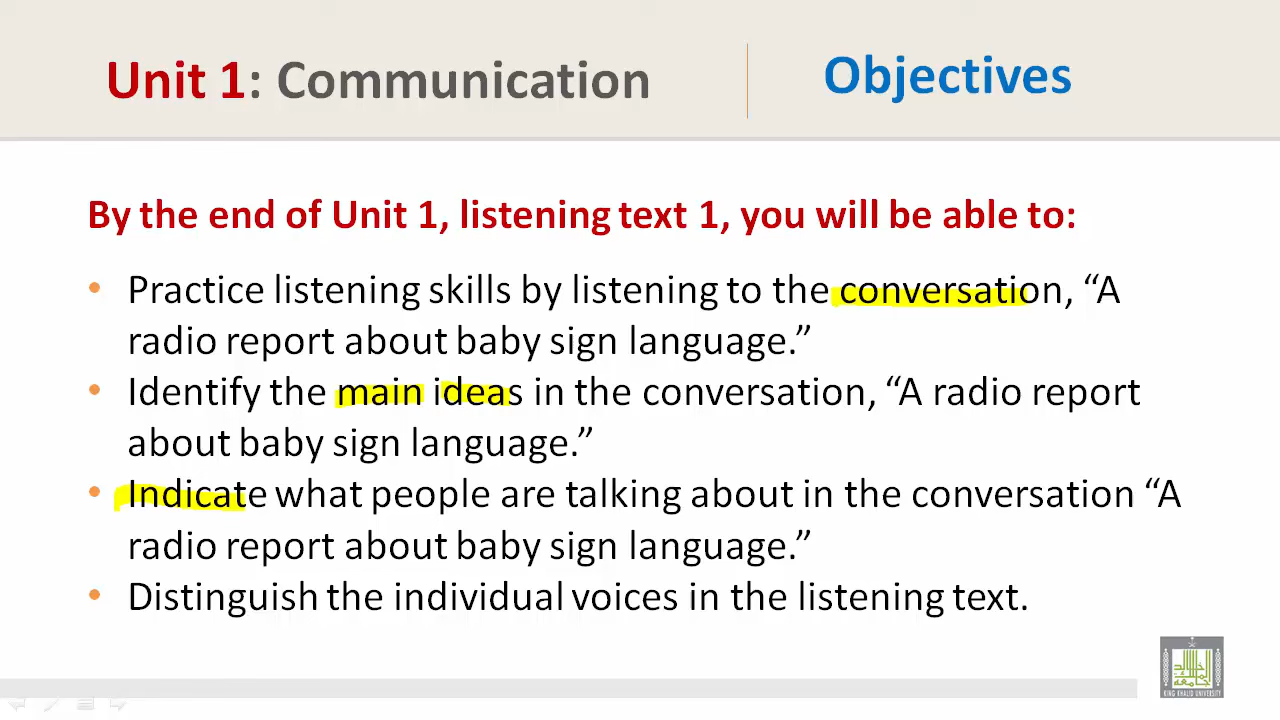 Unit 1: Communication
Objectives
By the end of Unit 1, listening text 1, you will be able to:
• Practice listening skills by listening to the conversation, “A
radio report about baby sign language.”
• Identify the main ideas in the conversation, “A radio report
about baby sign language.”
• Indicate what people are talking about in the conversation “A
radio report about baby sign language.”
• Distinguish the individual voices in the listening text.
KING KHALID UNIVERSITY